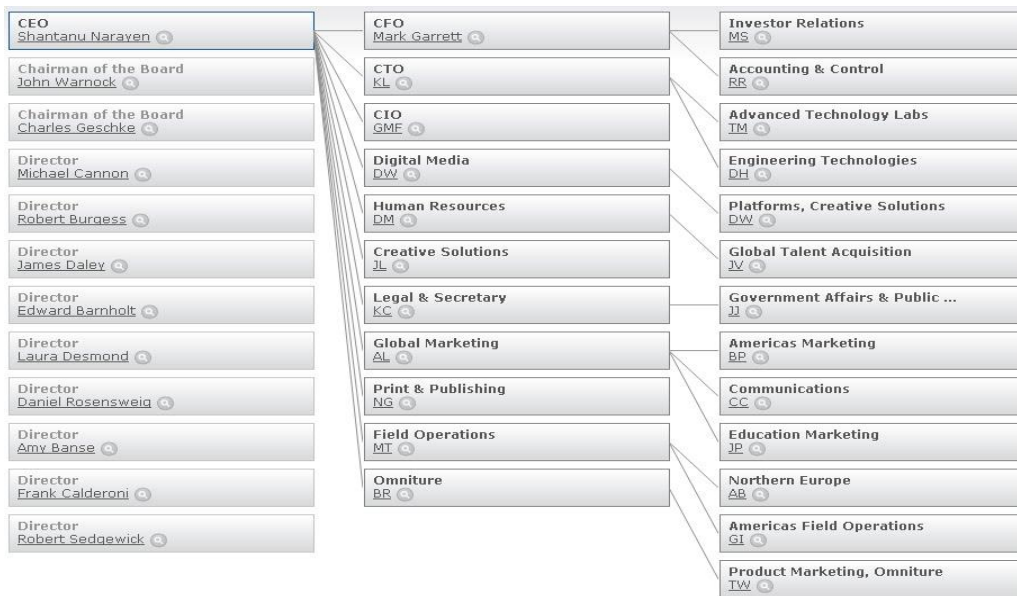 CEO
Shantanu Narayen
Chairman of the Board
John Warnock
Chairman of the Board
Charles Geschke
Director
Michael Cannon
Director
Robert Burgess
Director
James Daley
Director
Edward Barnholt
Director
Laura Desmond
Director
Daniel Rosensweig
Director
Amy Banse
Director
Frank Calderoni
Director
Robert Sedgewick
CFO
Mark Garrett
CTO
KL
CIO
GMF
Digital Media
DW
Human Resources
DM
Creative Solutions
JL
Legal & Secretary
KC
Global Marketing
AL
Print & Publishing
NG
Field Operations
MT
Omniture
BR
Investor Relations
MS
Accounting & Control
RR
Advanced Technology Labs
TM
Engineering Technologies
DH
Platforms, Creative Solutions
DW
Global Talent Acquisition
JV
Government Affairs & Public ...
JJ
Americas Marketing
BP
Communications
CC
Education Marketing
JP
Northern Europe
AB
Americas Field Operations
GI
Product Marketing, Omniture
TW